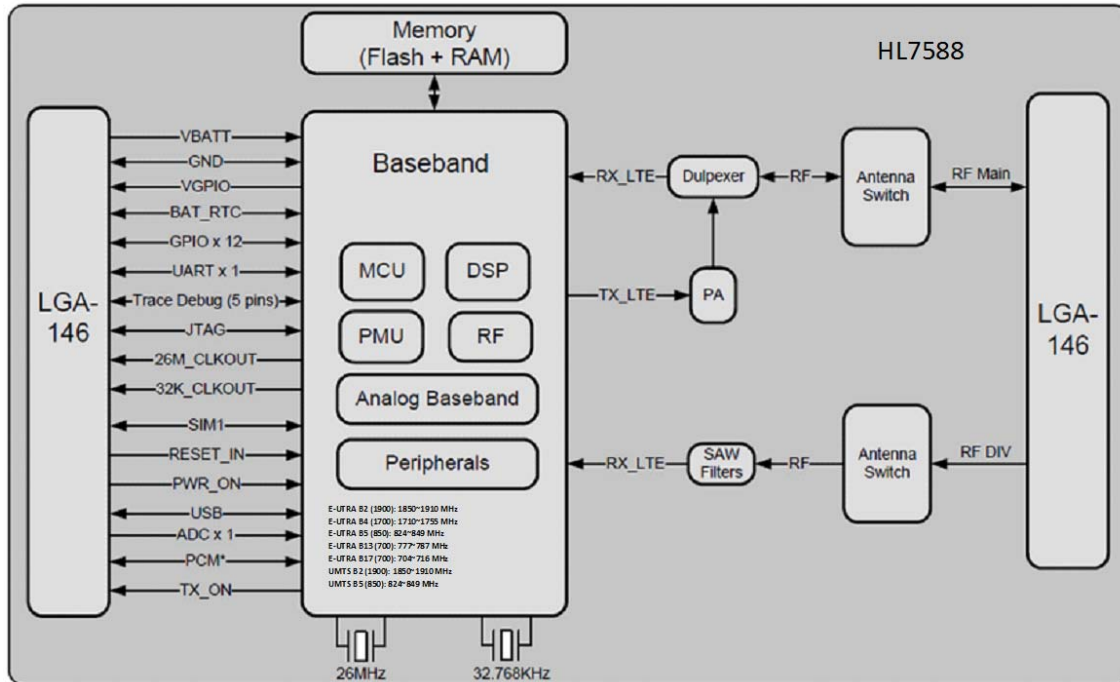 Memory
(Flash + RAM)
HL7588
LGA-
146
VBATT
GND
VGPIO
BAT_RTC
GPIO x 12
UART x 1
Trace Debug (5 pins)
JTAG
26M_CLKOUT
32K_CLKOUT
SIM1
RESET_IN
PWR_ON
USB
ADC x 1
PCM*
TX_ON
Baseband
MCU
DSP
PMU
RF
Analog Baseband
Peripherals
E-UTRA B2 (1900): 1850~1910 MHz
E-UTRA B4 (1700): 1710~1755 MHz
E-UTRA B5 (850): 824~849 MHz
E-UTRA B13 (700): 777~787 MHz
E-UTRA B17 (700): 704~716 MHz
UMTS B2 (1900): 1850~1910 MHz
UMTS B5 (850): 824~849 MHz
26MHz
32.768KHz
RX_LTE
Dulpexer
RF
Antenna
Switch
RF Main
TX_LTE
PA
RX_LTE
SAW
Filters
RF
Antenna
Switch
RF DIV
LGA-
146